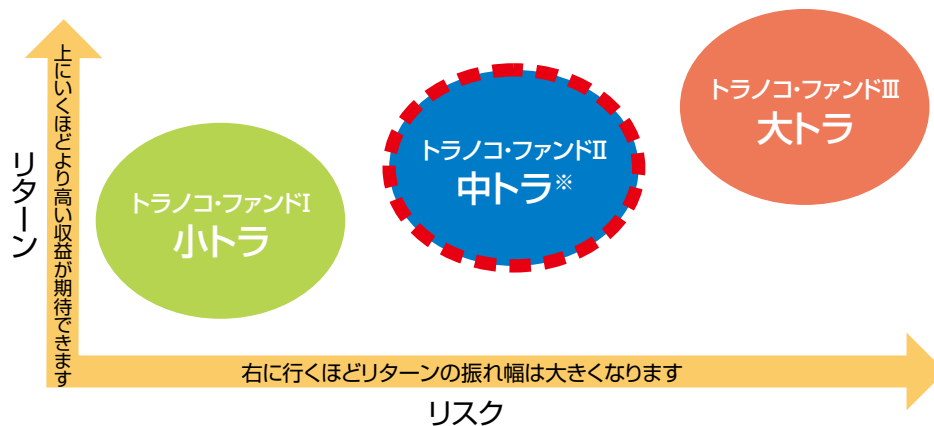 リターン
上にいくほどより高い収益が期待できます
トラノコ・ファンドⅠ
小トラ
トラノコ・ファンドⅡ
中トラ※
トラノコ・ファンドⅢ
大トラ
右に行くほどリターンの振れ幅は大きくなります
リスク